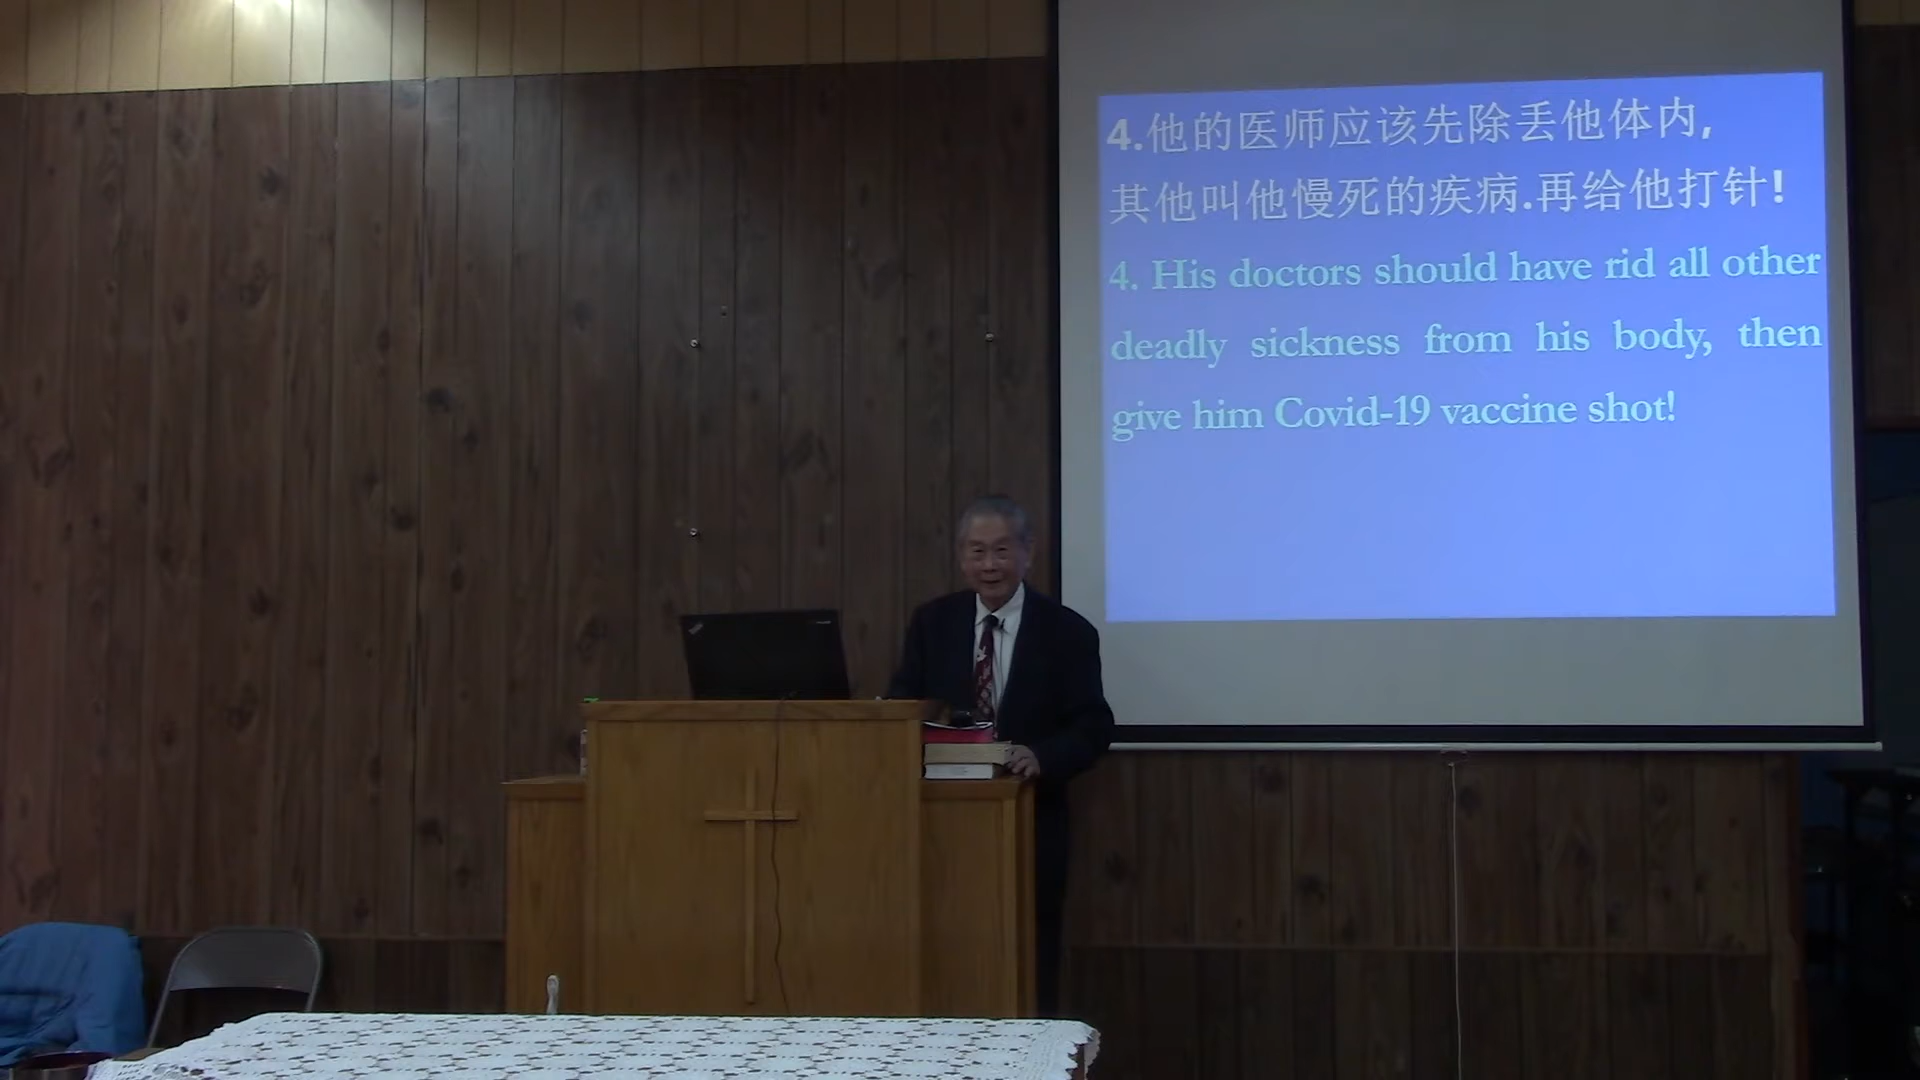 4.他的医师应该先除丢他体内,
其他叫他慢死的疾病.再给他打针!
4. His doctors should have rid all other
deadly sickness from his body, then
give him Covid-19 vaccine shot!